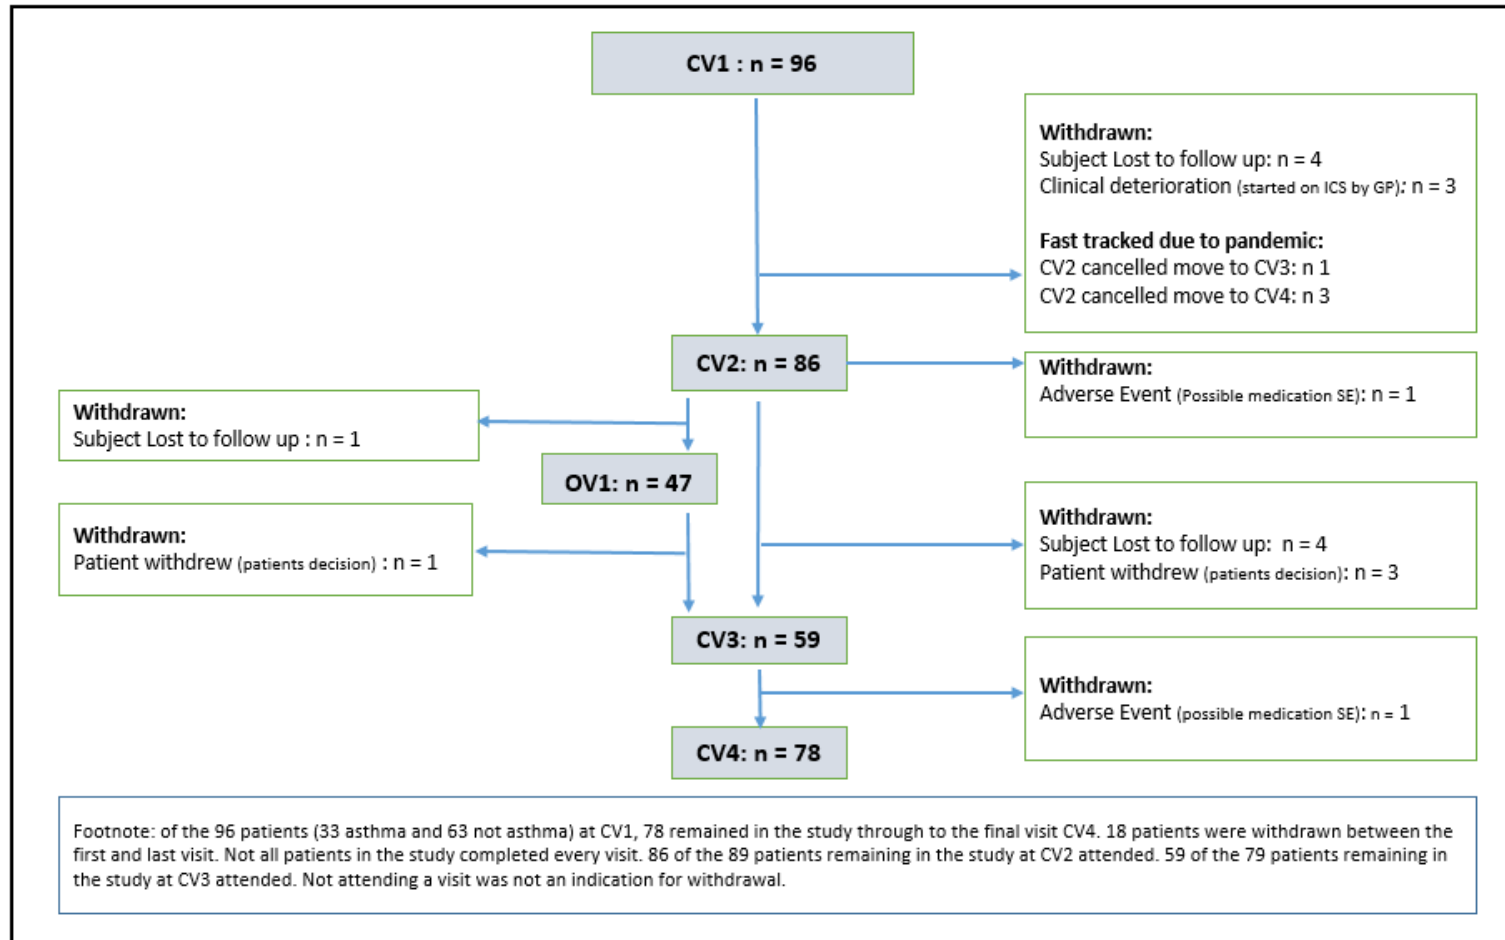 CV1 : n = 96
Withdrawn:
Subject Lost to follow up: n = 4
Clinical deterioration (started on ICS by GP): n = 3
Fast tracked due to pandemic:
CV2 cancelled move to CV3: n 1
CV2 cancelled move to CV4: n 3
CV2: n = 86
Withdrawn:
Adverse Event (Possible medication SE): n = 1
Withdrawn:
Subject Lost to follow up : n = 1
OV1: n = 47
Withdrawn:
Patient withdrew (patients decision) : n = 1
Withdrawn:
Subject Lost to follow up:  n = 4
Patient withdrew (patients decision): n = 3
CV3: n = 59
Withdrawn:
Adverse Event (possible medication SE): n = 1
CV4: n = 78
Footnote: of the 96 patients (33 asthma and 63 not asthma) at CV1, 78 remained in the study through to the final visit CV4. 18 patients were withdrawn between the
first and last visit. Not all patients in the study completed every visit. 86 of the 89 patients remaining in the study at CV2 attended. 59 of the 79 patients remaining in
the study at CV3 attended. Not attending a visit was not an indication for withdrawal.